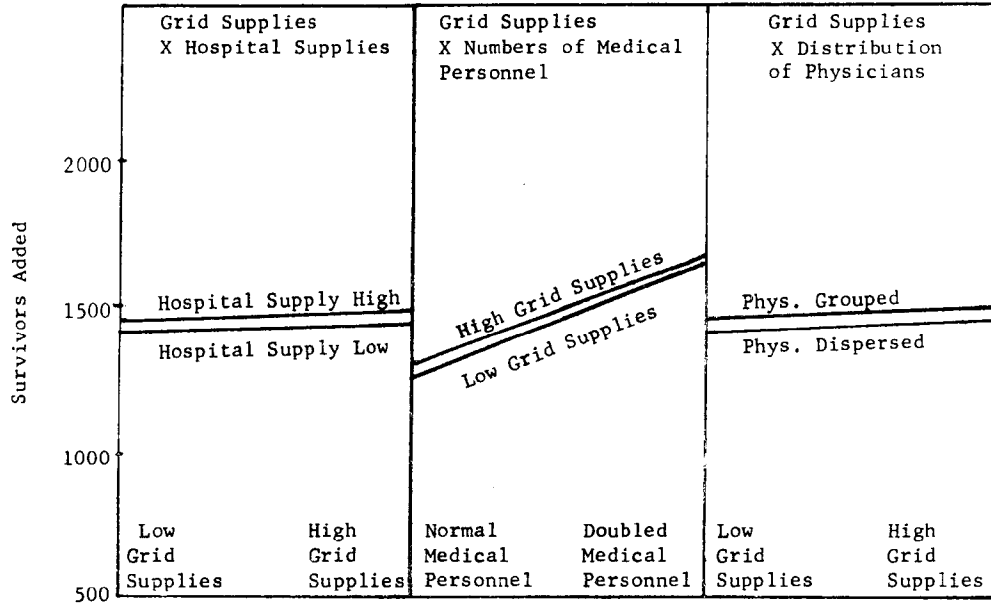 Grid Supplies
X Hospital Supplies
Grid Supplies
X Numbers of Medical
Personnel
Grid Supplies
X Distribution
of Physicians
Survivors Added
2000
1500
1000
500
Hospital Supply High
Hospital Supply Low
High Grid Supplies
Low Grid Supplies
Phys. Grouped
Phys. Dispersed
Low
Grid
Supplies
High
Grid
Supplies
Normal
Medical
Personnel
Doubled
Medical
Personnel
Low
Grid
Supplies
High
Grid
Supplies